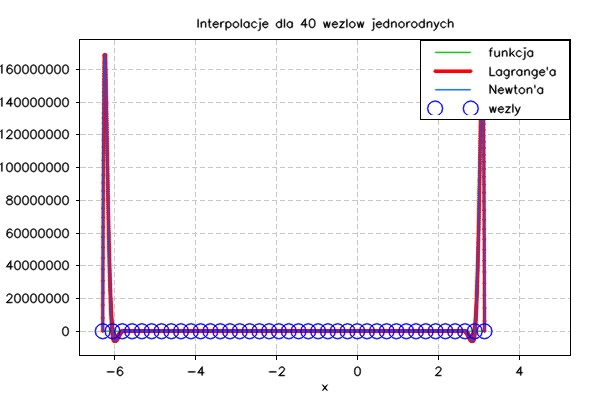 Interpolacje dla 40 wezlow jednorodnych
funkcja
Lagrange'a
Newton'a
wezly
160000000
140000000
120000000
100000000
80000000
60000000
40000000
20000000
0
−6 −4 −2 0 2 4
x